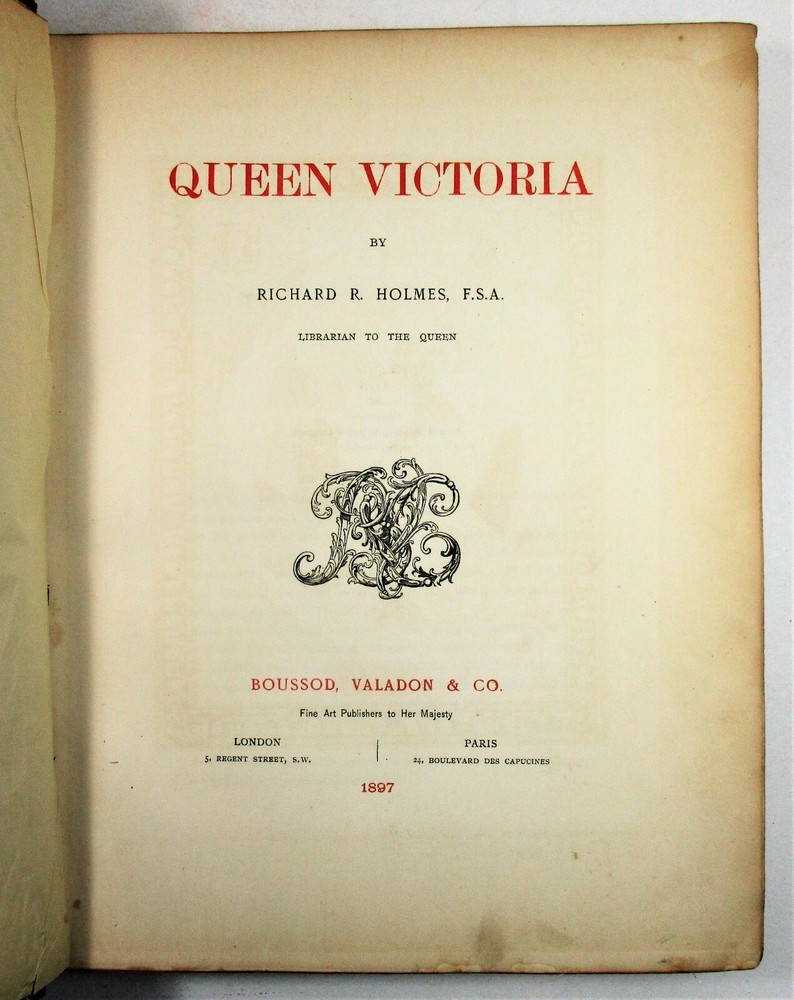 QUEEN VICTORIA
BY
RICHARD R. HOLMES, F.S.A.
LIBRARIAN TO THE QUEEN
BOUSSOD, VALADON & CO.
Fine Art Publishers to Her Majesty
LONDON
5, REGENT STREET, S.W.
PARIS
24, BOULEVARD DES CAPUCINES
1897